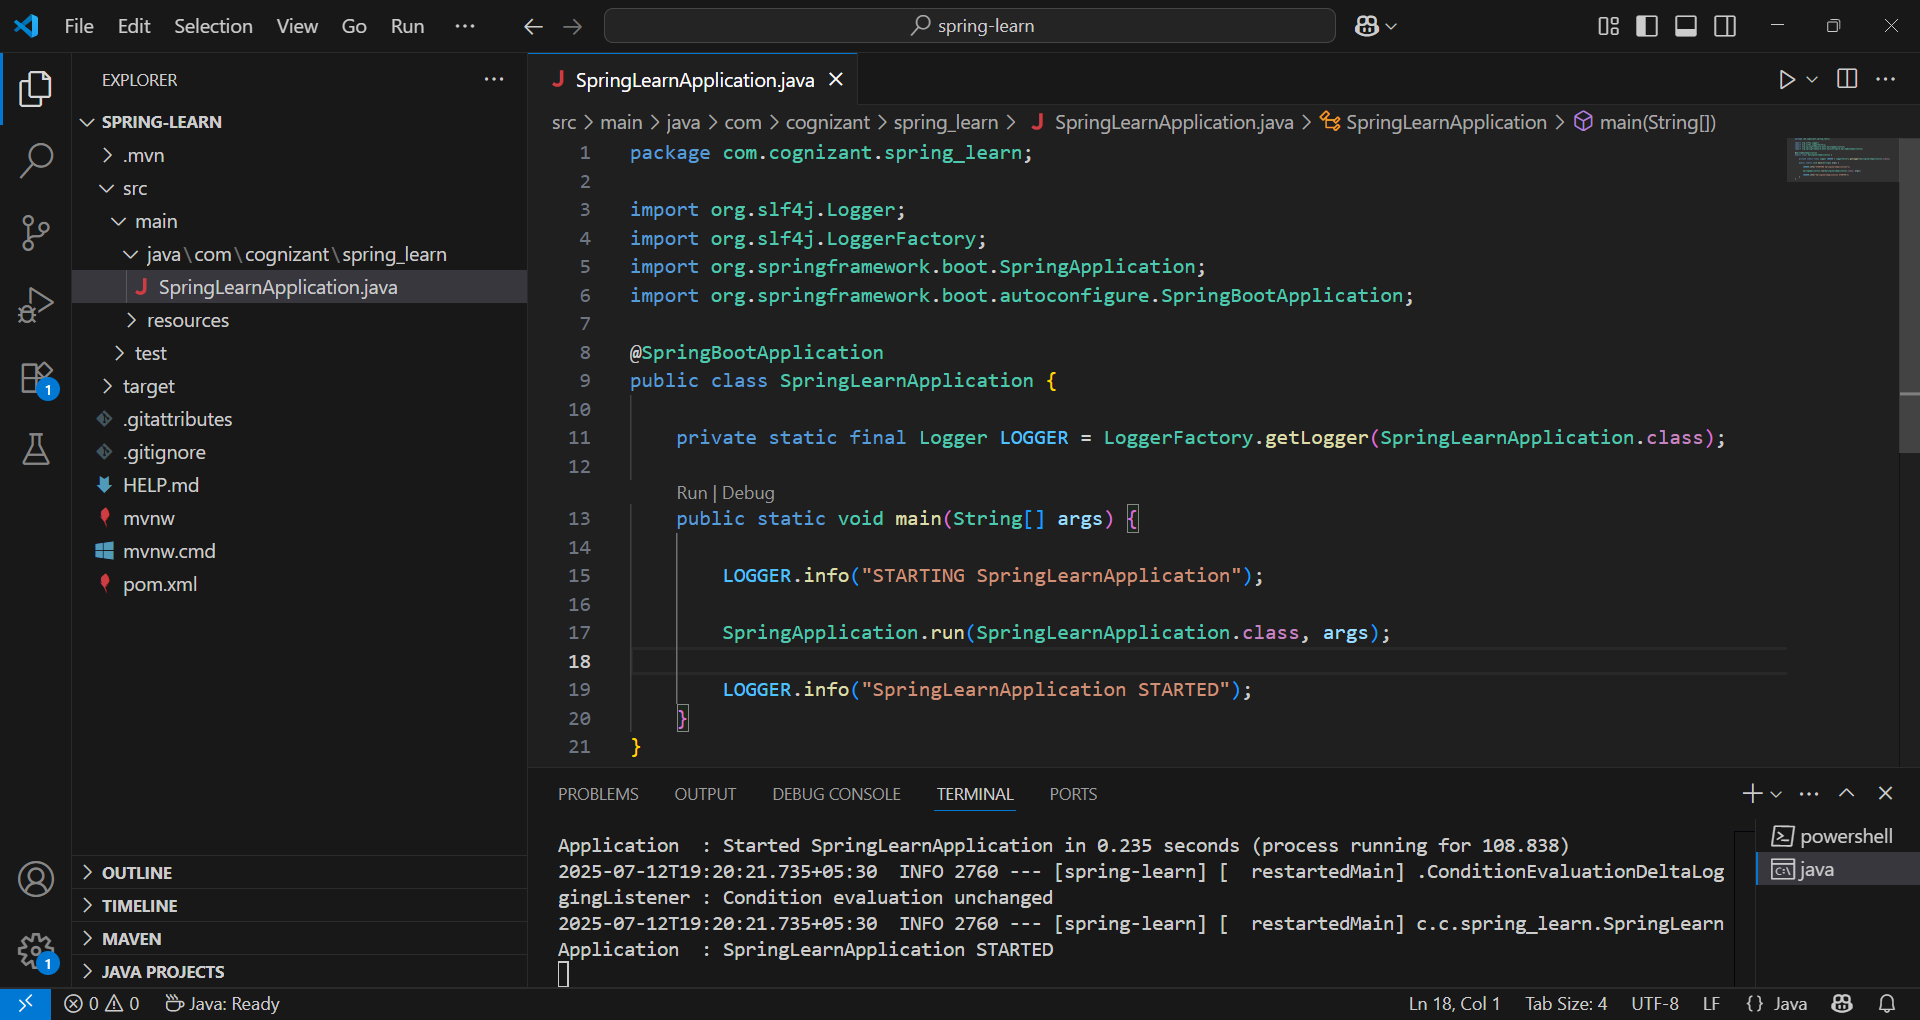 File Edit Selection View Go Run ···
spring-learn
EXPLORER
SPRING-LEARN
.mvn
src
main
java\com\cognizant\spring_learn
J SpringLearnApplication.java
resources
test
target
.gitattributes
.gitignore
HELP.md
mvnw
mvnw.cmd
pom.xml
OUTLINE
TIMELINE
MAVEN
JAVA PROJECTS
1
1
J SpringLearnApplication.java
src > main > java > com > cognizant > spring_learn > J SpringLearnApplication.java > SpringLearnApplication > main(String[])
1 package com.cognizant.spring_learn;
2
3 import org.slf4j.Logger;
4 import org.slf4j.LoggerFactory;
5 import org.springframework.boot.SpringApplication;
6 import org.springframework.boot.autoconfigure.SpringBootApplication;
7
8 @SpringBootApplication
9 public class SpringLearnApplication {
10
11 private static final Logger LOGGER = LoggerFactory.getLogger(SpringLearnApplication.class);
12
Run | Debug
13 public static void main(String[] args) {
14
15 LOGGER.info("STARTING SpringLearnApplication");
16
17 SpringApplication.run(SpringLearnApplication.class, args);
18
19 LOGGER.info("SpringLearnApplication STARTED");
20 }
21 }
PROBLEMS OUTPUT DEBUG CONSOLE TERMINAL PORTS
Application  : Started SpringLearnApplication in 0.235 seconds (process running for 108.838)
2025-07-12T19:20:21.735+05:30  INFO 2760 --- [spring-learn] [  restartedMain] .ConditionEvaluationDeltaLog
gingListener : Condition evaluation unchanged
2025-07-12T19:20:21.735+05:30  INFO 2760 --- [spring-learn] [  restartedMain] c.c.spring_learn.SpringLearn
Application  : SpringLearnApplication STARTED
powershell
java
0 0 Java: Ready
Ln 18, Col 1 Tab Size: 4 UTF-8 LF {} Java